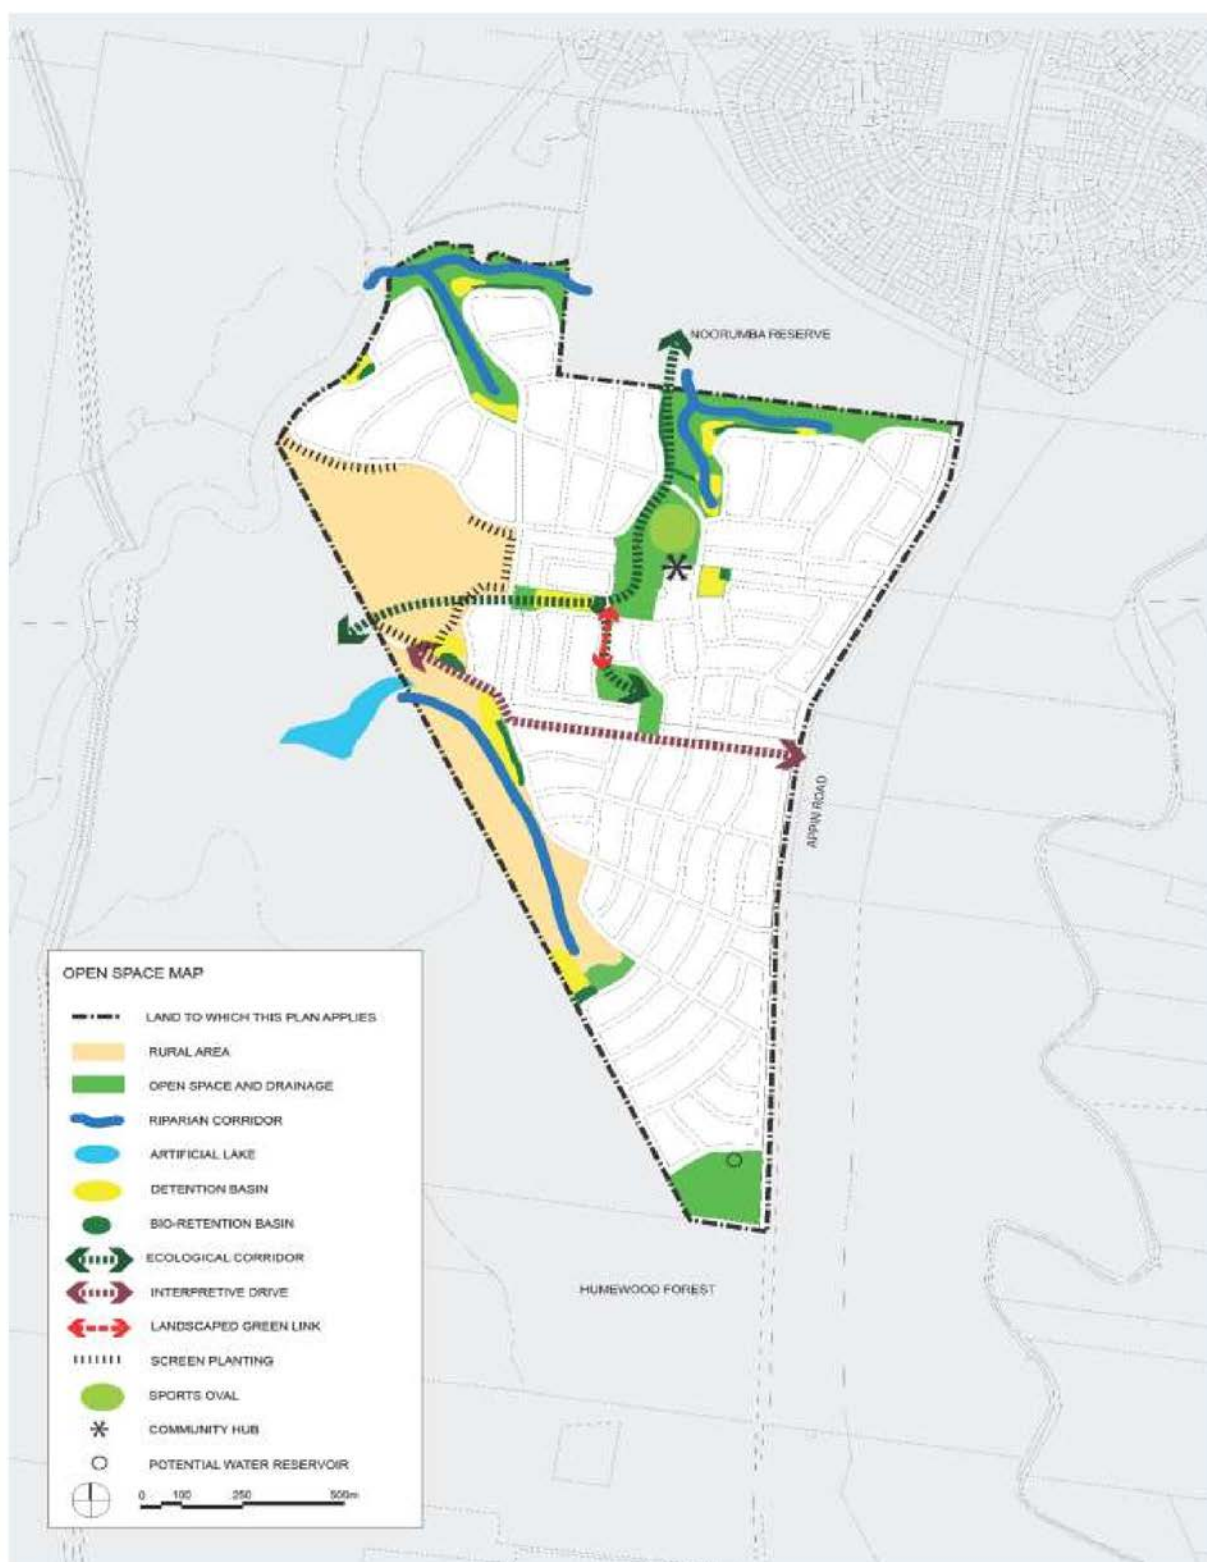 NOORUMBA RESERVE
APPIN ROAD
OPEN SPACE MAP
LAND TO WHICH THIS PLAN APPLIES
RURAL AREA
OPEN SPACE AND DRAINAGE
RIPARIAN CORRIDOR
ARTIFICIAL LAKE
DETENTION BASIN
BIO-RETENTION BASIN
ECOLOGICAL CORRIDOR
INTERPRETIVE DRIVE
LANDSCAPED GREEN LINK
SCREEN PLANTING
SPORTS OVAL
COMMUNITY HUB
POTENTIAL WATER RESERVOIR
0 100 250 500m
HUMEWOOD FOREST